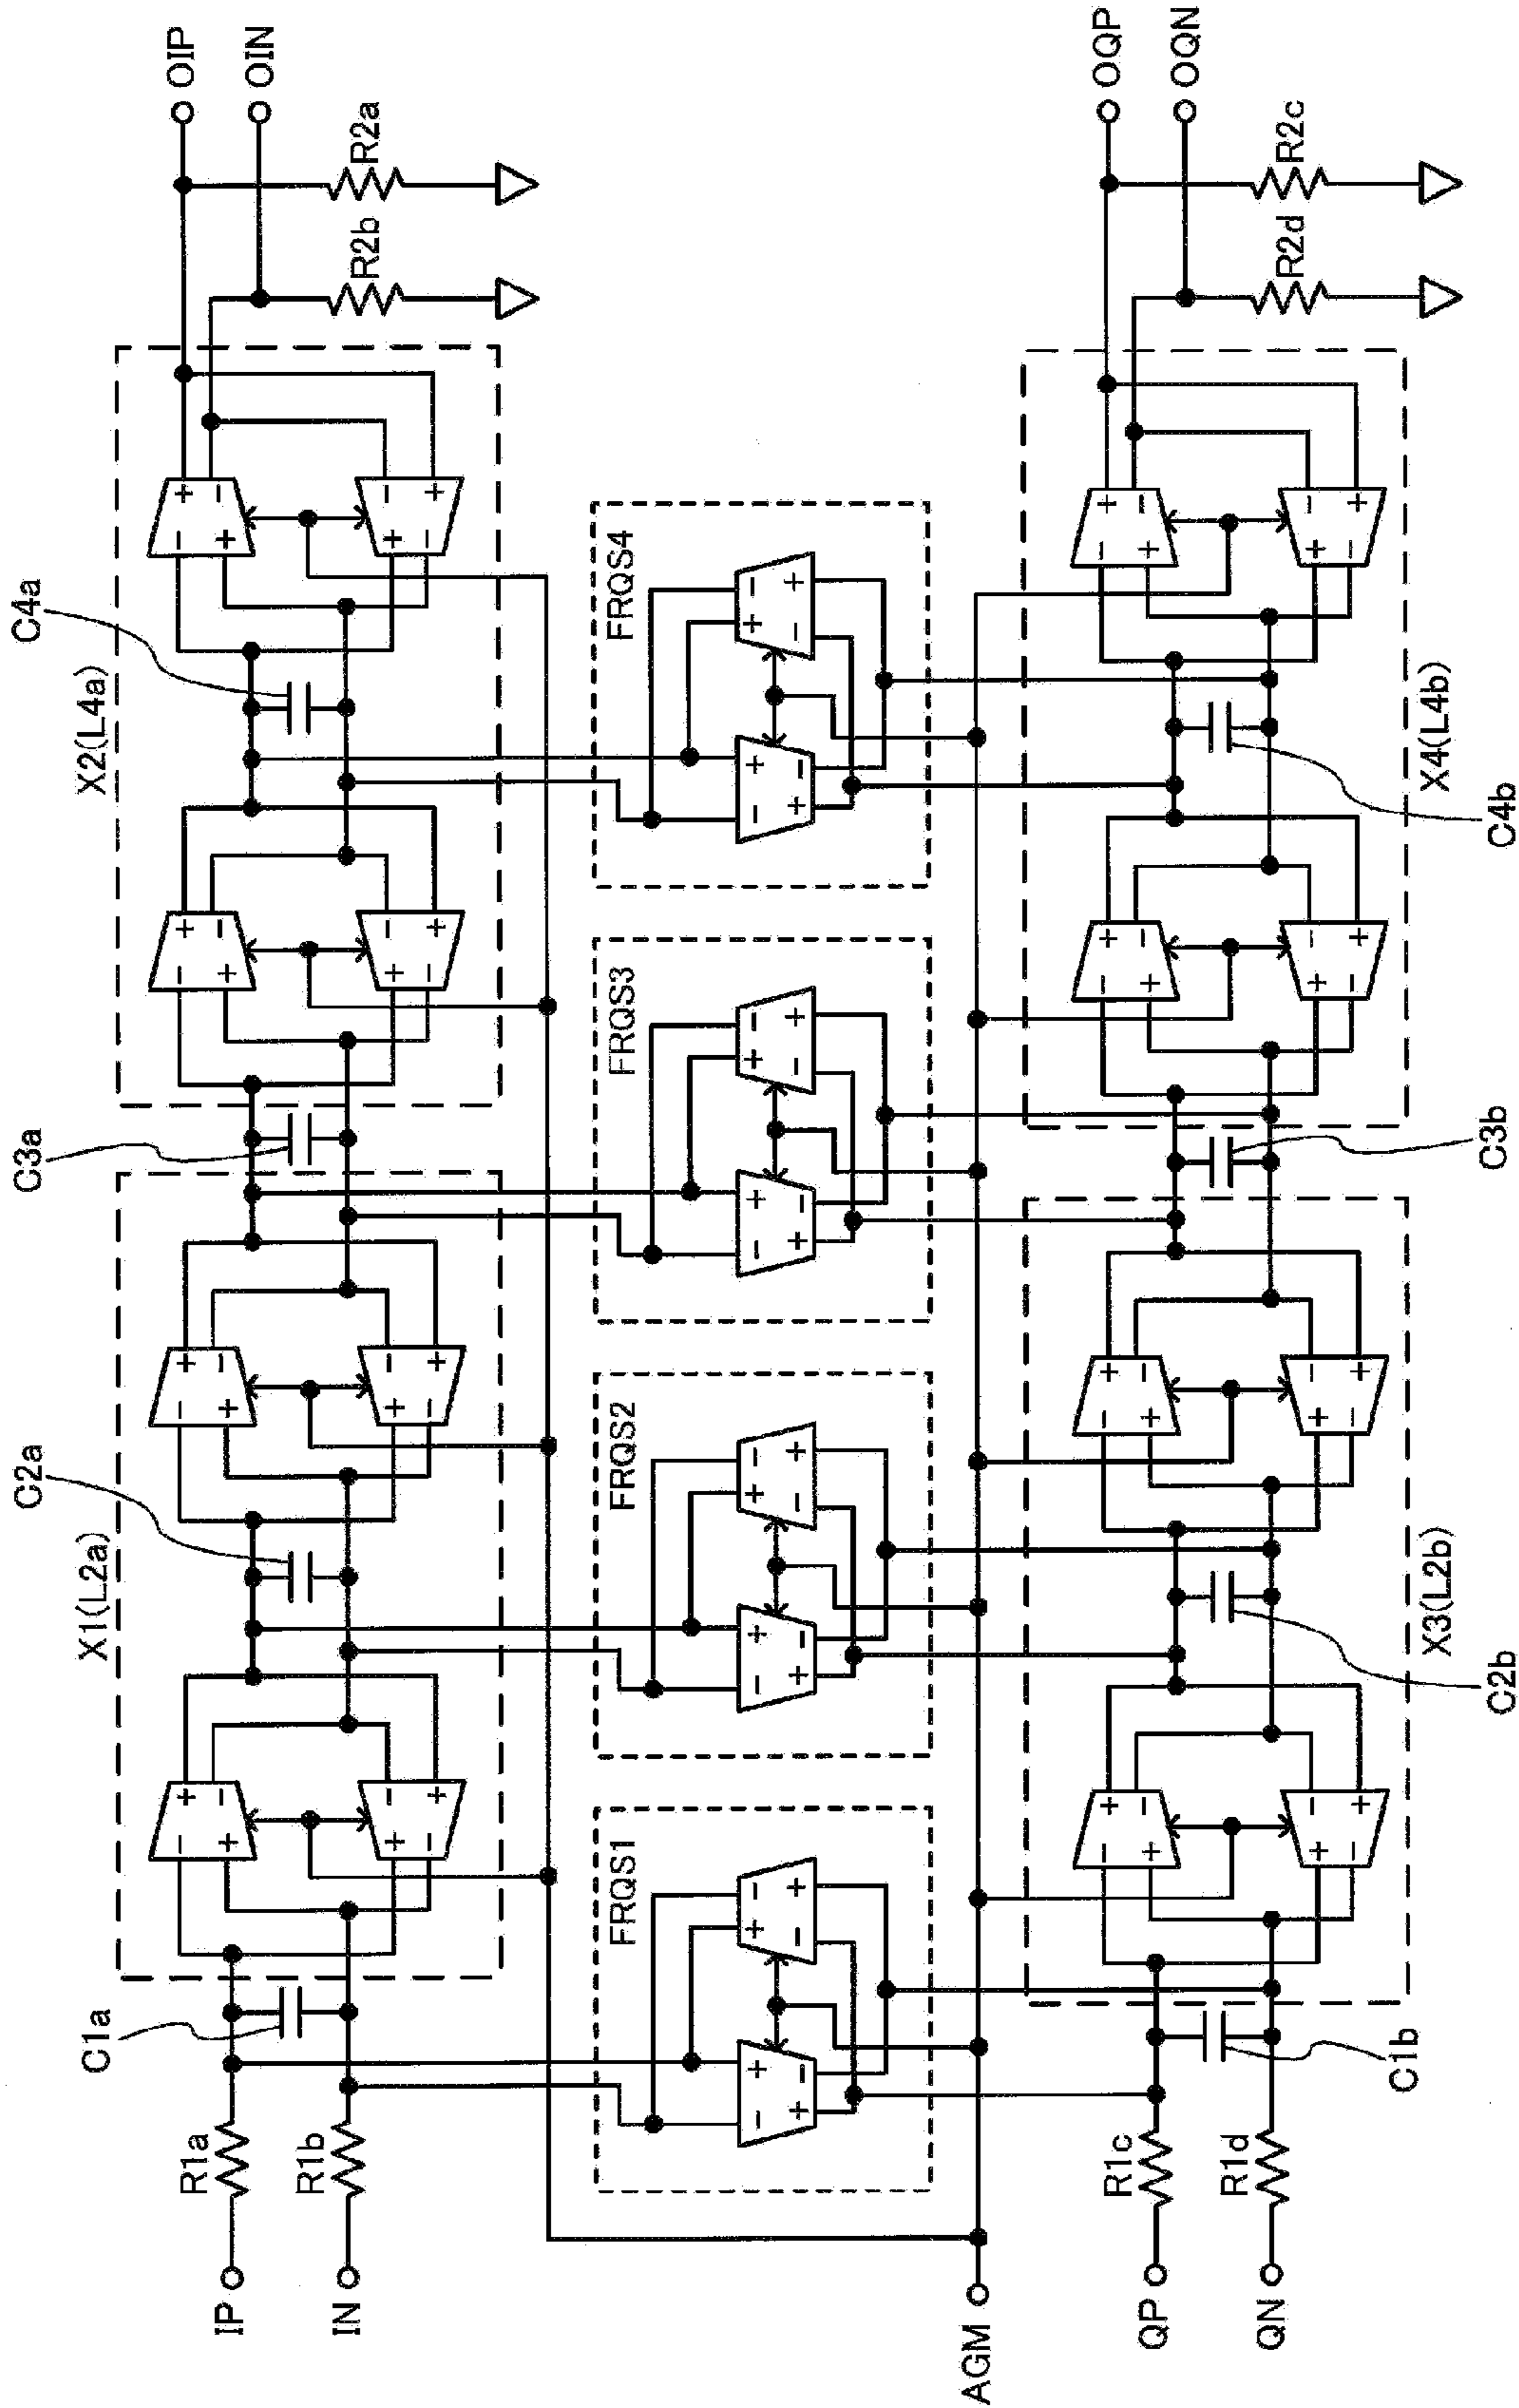 C1a
C2a
C3a
C4a
X1(L2a)
X2(L4a)
IP
R1a
OIP
IN
R1b
OIN
R2b
R2a
FRQS1
FRQS2
FRQS3
FRQS4
AGM
QP
R1c
OQP
QN
R1d
OQN
R2d
R2c
X3(L2b)
X4(L4b)
C1b
C2b
C3b
C4b